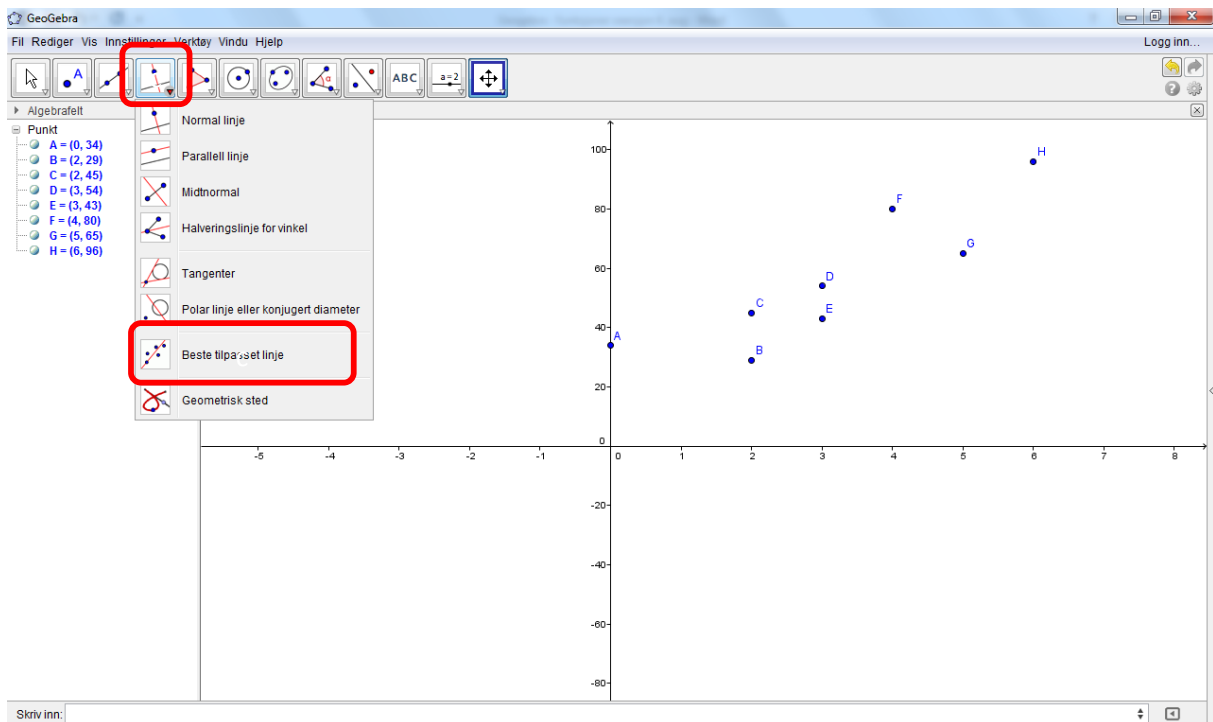 GeoGebra
Fil Rediger Vis Innstillinger Verktøy Vindu Hjelp
Logg inn...
A
α
ABC
a=2
Algebrafelt
Punkt
A = (0, 34)
B = (2, 29)
C = (2, 45)
D = (3, 54)
E = (3, 43)
F = (4, 80)
G = (5, 65)
H = (6, 96)
Normal linje
Parallell linje
Midtnormal
Halveringslinje for vinkel
Tangenter
Polar linje eller konjugert diameter
Beste tilpasset linje
Geometrisk sted
100
80
60
40
20
0
-20
-40
-60
-80
-5 -4 -3 -2 -1 0 1 2 3 4 5 6 7 8
A
B
C
D
E
F
G
H
Skriv inn: